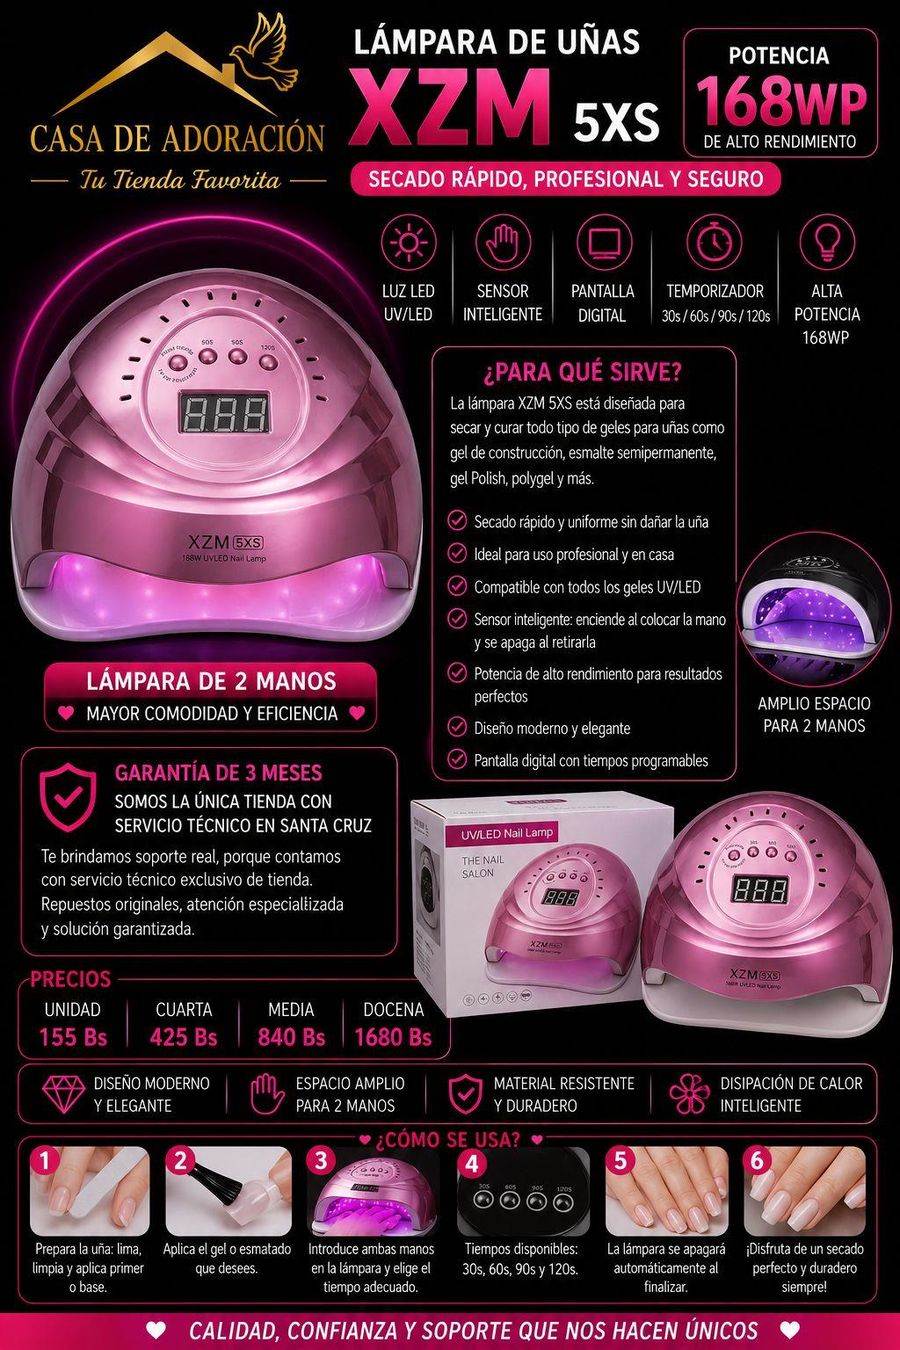 CASA DE ADORACIÓN
Tu Tienda Favorita
LÁMPARA DE UÑAS
XZM 5XS
SECADO RÁPIDO, PROFESIONAL Y SEGURO
POTENCIA
168WP
DE ALTO RENDIMIENTO
LUZ LED
UV/LED
SENSOR
INTELIGENTE
PANTALLA
DIGITAL
TEMPORIZADOR
30s / 60s / 90s / 120s
ALTA
POTENCIA
168WP
120S
888
XZM 5XS
168W UVLED Nail Lamp
LÁMPARA DE 2 MANOS
MAYOR COMODIDAD Y EFICIENCIA
¿PARA QUÉ SIRVE?
La lámpara XZM 5XS está diseñada para
secar y curar todo tipo de geles para uñas como
gel de construcción, esmalte semipermanente,
gel Polish, polygel y más.
Secado rápido y uniforme sin dañar la uña
Ideal para uso profesional y en casa
Compatible con todos los geles UV/LED
Sensor inteligente: enciende al colocar la mano
y se apaga al retirarla
Potencia de alto rendimiento para resultados
perfectos
Diseño moderno y elegante
Pantalla digital con tiempos programables
AMPLIO ESPACIO
PARA 2 MANOS
GARANTÍA DE 3 MESES
SOMOS LA ÚNICA TIENDA CON
SERVICIO TÉCNICO EN SANTA CRUZ
Te brindamos soporte real, porque contamos
con servicio técnico exclusivo de tienda.
Repuestos originales, atención especializada
y solución garantizada.
UV/LED Nail Lamp
THE NAIL
SALON
888
XZM
888
XZM
PRECIOS
UNIDAD
155 Bs
CUARTA
425 Bs
MEDIA
840 Bs
DOCENA
1680 Bs
DISEÑO MODERNO
Y ELEGANTE
ESPACIO AMPLIO
PARA 2 MANOS
MATERIAL RESISTENTE
Y DURADERO
DISIPACIÓN DE CALOR
INTELIGENTE
¿CÓMO SE USA?
1
Prepara la uña: lima,
limpia y aplica primer
o base.
2
Aplica el gel o esmatado
que desees.
3
Introduce ambas manos
en la lámpara y elige el
tiempo adecuado.
4
30S 60S 90S 120S
Tiempos disponibles:
30s, 60s, 90s y 120s.
5
La lámpara se apagará
automáticamente al
finalizar.
6
¡Disfruta de un secado
perfecto y duradero
siempre!
CALIDAD, CONFIANZA Y SOPORTE QUE NOS HACEN ÚNICOS